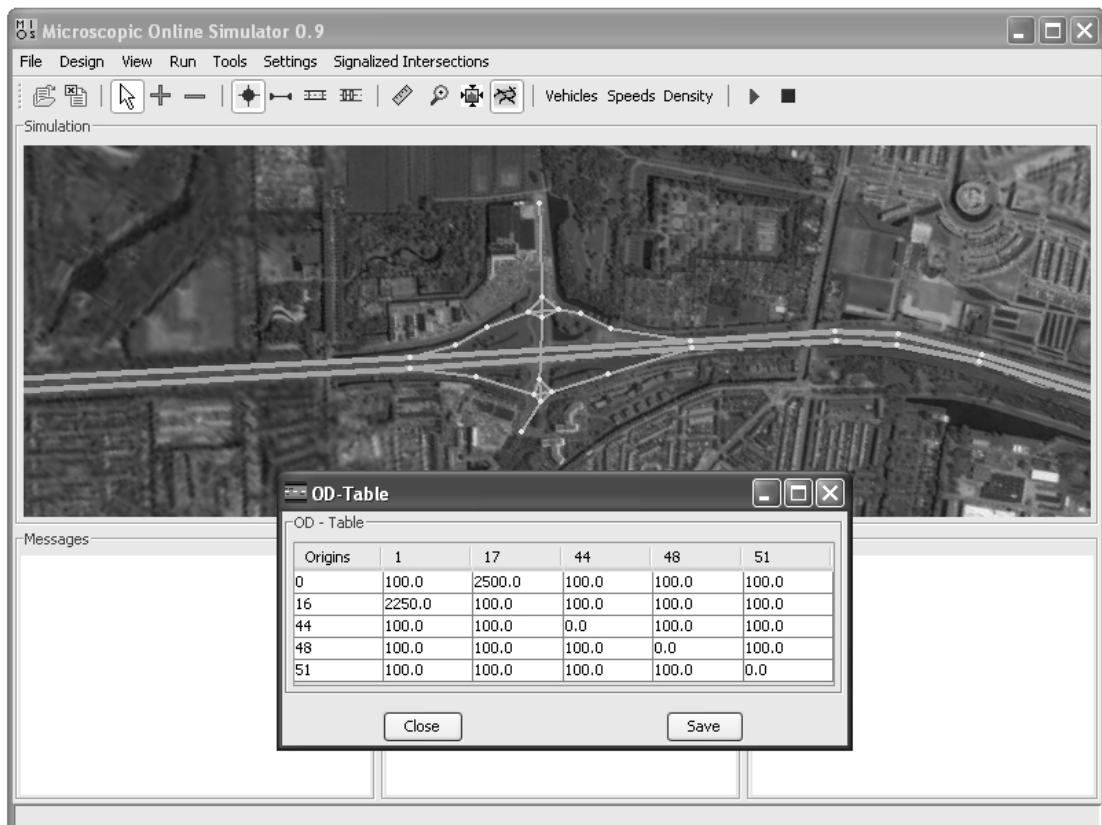 MIOS Microscopic Online Simulator 0.9
File Design View Run Tools Settings Signalized Intersections
Vehicles Speeds Density
Simulation
OD-Table
OD - Table
Origins 1 17 44 48 51
0 100.0 2500.0 100.0 100.0 100.0
16 2250.0 100.0 100.0 100.0 100.0
44 100.0 100.0 0.0 100.0 100.0
48 100.0 100.0 100.0 0.0 100.0
51 100.0 100.0 100.0 100.0 0.0
Close Save
Messages